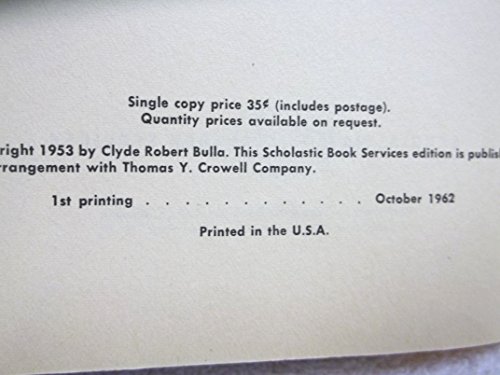 Single copy price 35¢ (includes postage).
Quantity prices available on request.
right 1953 by Clyde Robert Bulla. This Scholastic Book Services edition is publis
rrangement with Thomas Y. Crowell Company.
1st printing . . . . . . . . . . . . October 1962
Printed in the U.S.A.